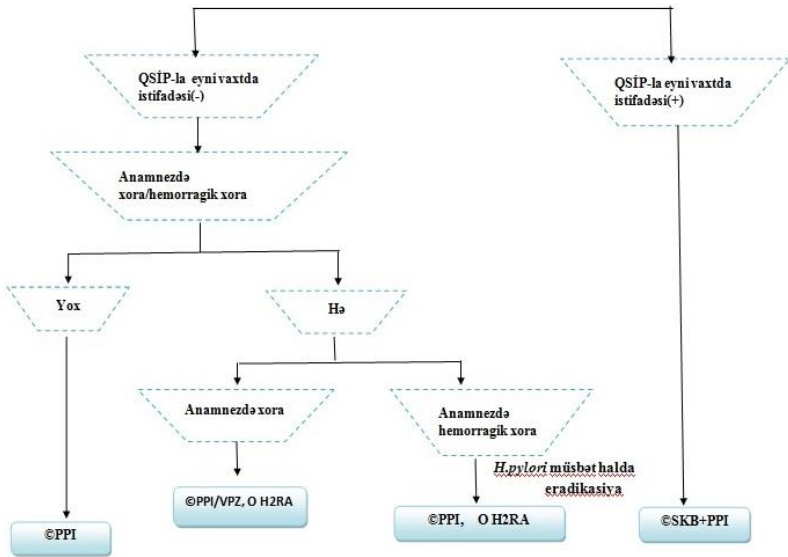 QSİP-la eyni vaxtda
istifadəsi(-)
QSİP-la eyni vaxtda
istifadəsi(+)
Anamnezdə
xora/hemorragik xora
Yox
Hə
Anamnezdə xora
Anamnezdə
hemorragik xora
H.pylori müsbət halda
eradikasiya
©PPI
©PPI/VPZ, O H2RA
©PPI, O H2RA
©SKB+PPI